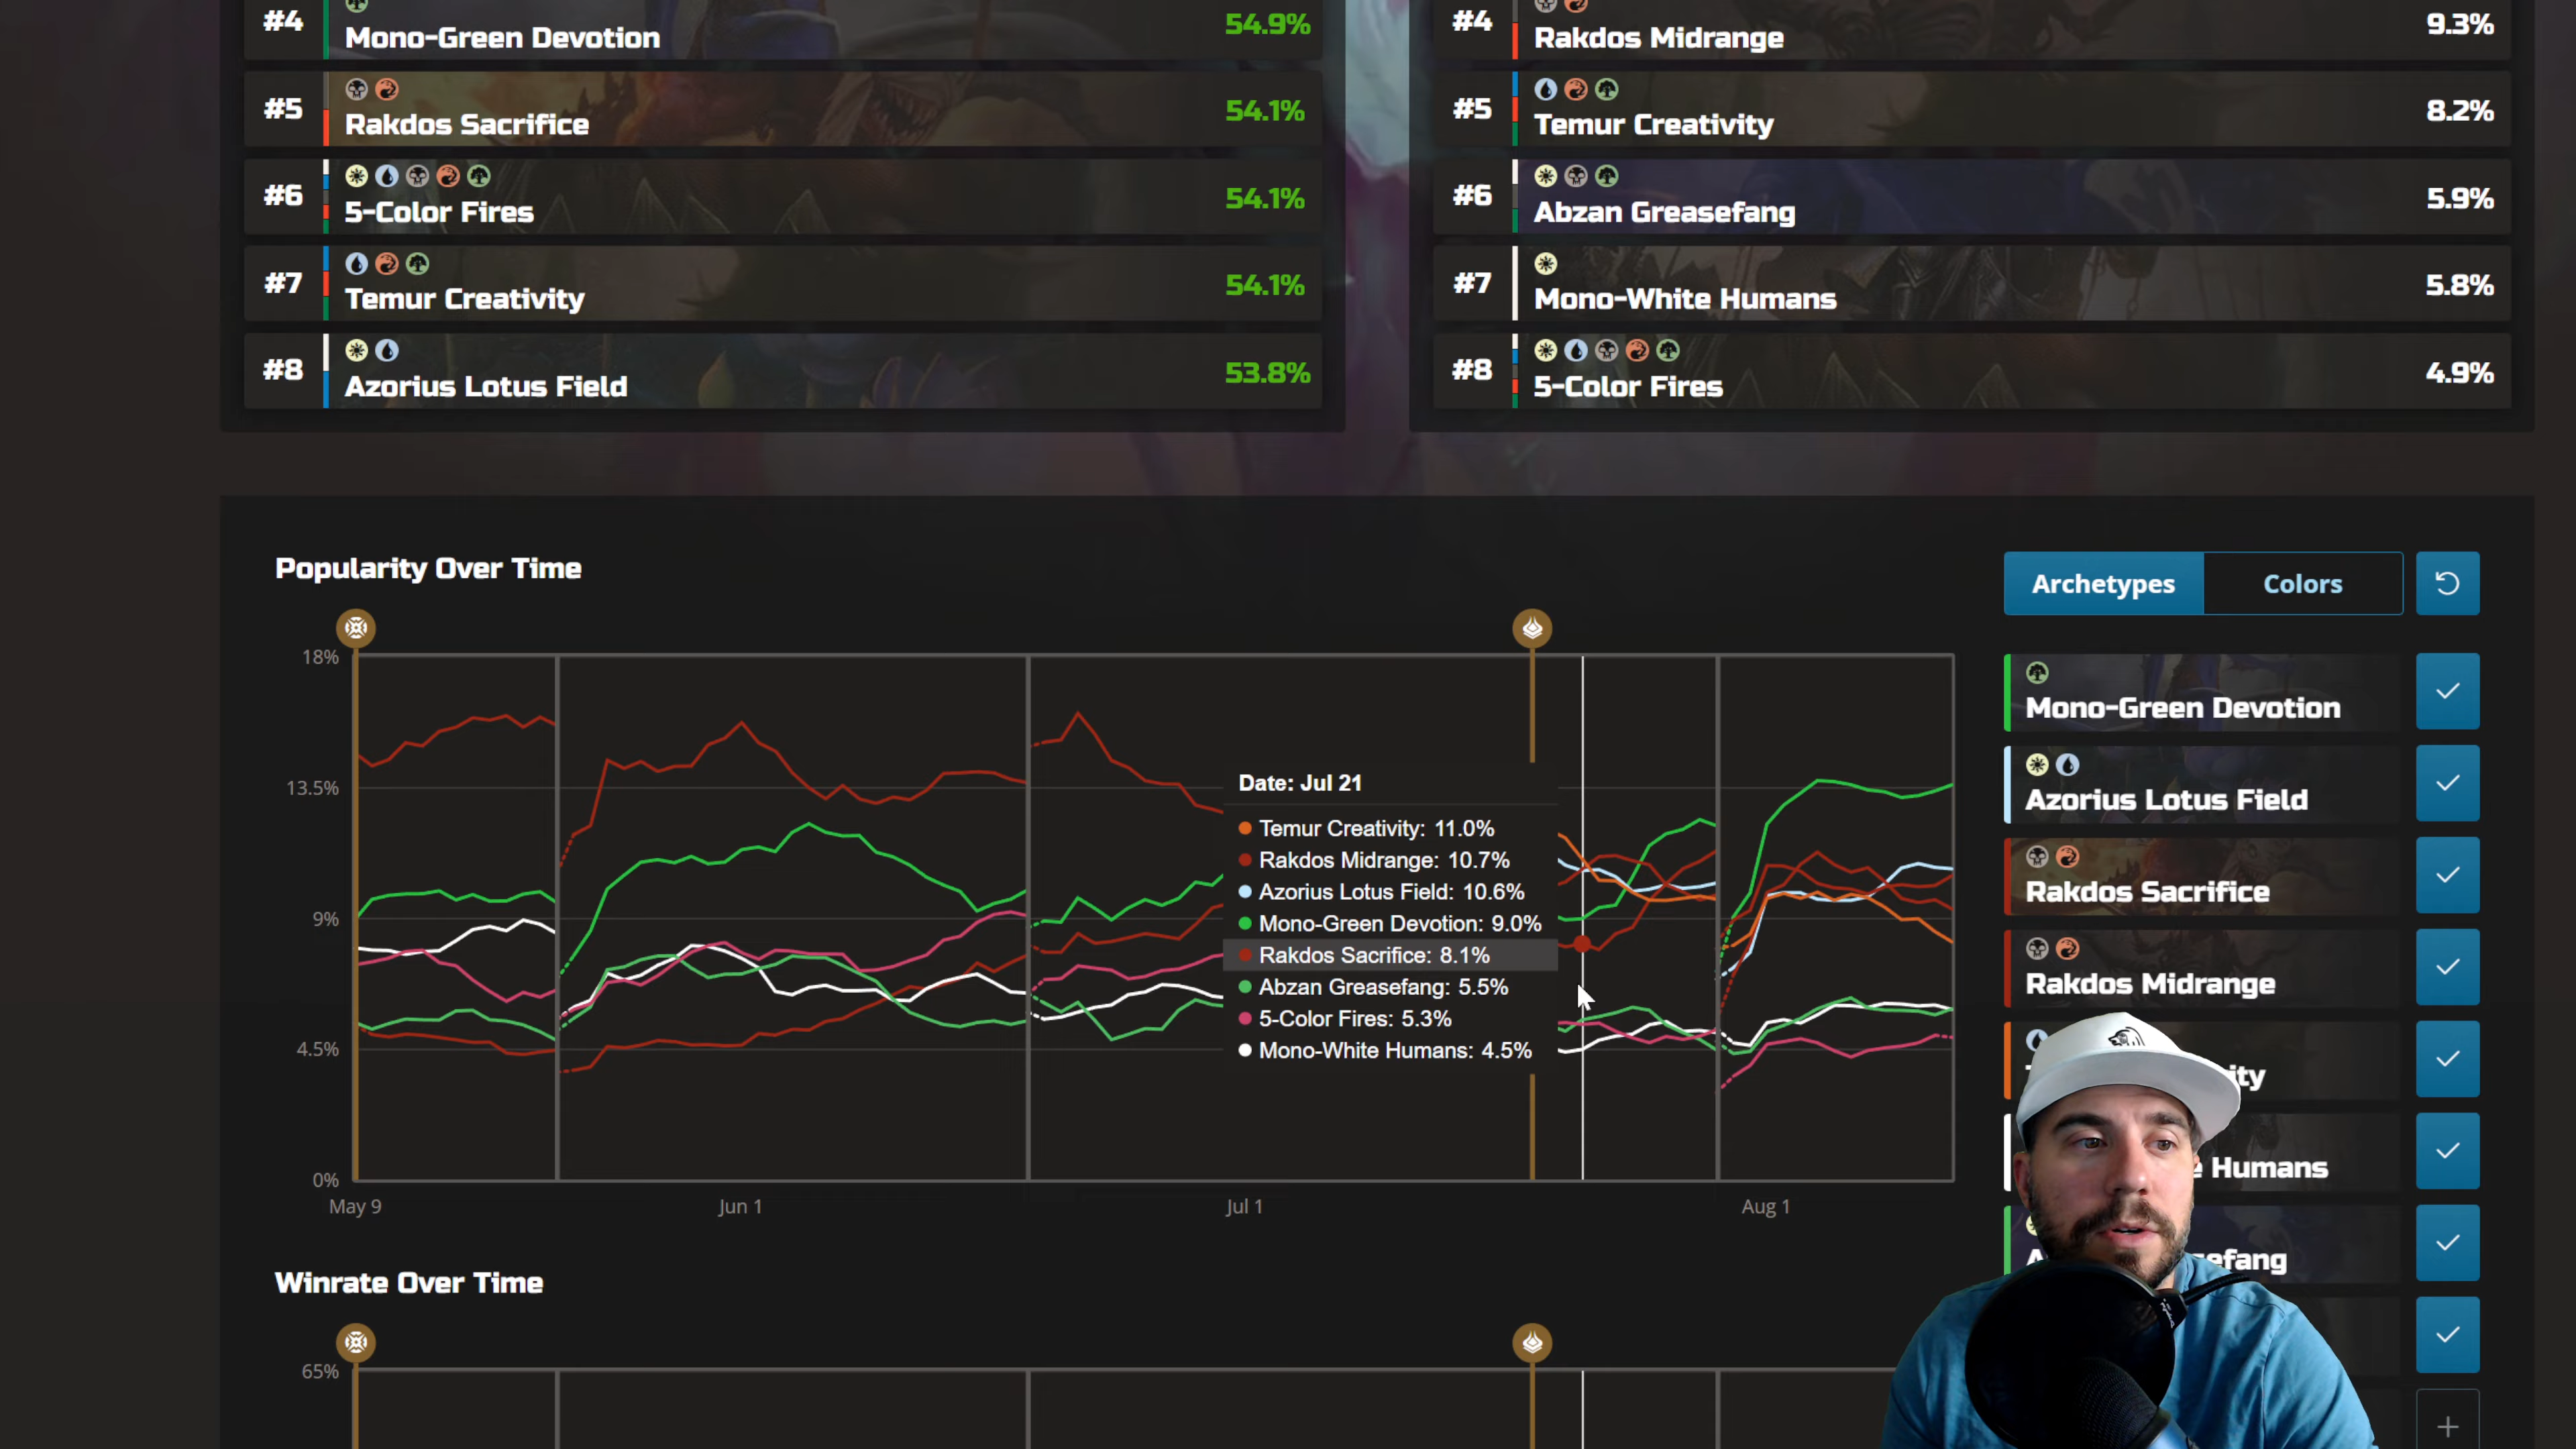 #4
Mono-Green Devotion
54.9%
#5
Rakdos Sacrifice
54.1%
#6
5-Color Fires
54.1%
#7
Temur Creativity
54.1%
#8
Azorius Lotus Field
53.8%
#4
Rakdos Midrange
9.3%
#5
Temur Creativity
8.2%
#6
Abzan Greasefang
5.9%
#7
Mono-White Humans
5.8%
#8
5-Color Fires
4.9%
Popularity Over Time
Archetypes
Colors
18%
13.5%
9%
4.5%
0%
May 9
Jun 1
Jul 1
Aug 1
Date: Jul 21
Temur Creativity: 11.0%
Rakdos Midrange: 10.7%
Azorius Lotus Field: 10.6%
Mono-Green Devotion: 9.0%
Rakdos Sacrifice: 8.1%
Abzan Greasefang: 5.5%
5-Color Fires: 5.3%
Mono-White Humans: 4.5%
Mono-Green Devotion
Azorius Lotus Field
Rakdos Sacrifice
Rakdos Midrange
ity
Humans
efang
Winrate Over Time
65%